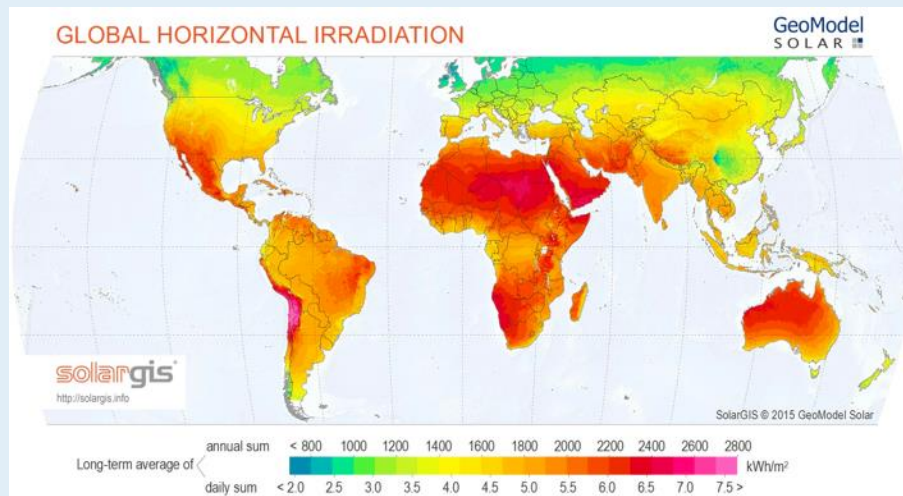 GLOBAL HORIZONTAL IRRADIATION
GeoModel
SOLAR
solargis
http://solargis.info
SolarGIS © 2015 GeoModel Solar
Long-term average of
annual sum < 800 1000 1200 1400 1600 1800 2000 2200 2400 2600 2800
kWh/m²
daily sum < 2.0 2.5 3.0 3.5 4.0 4.5 5.0 5.5 6.0 6.5 7.0 7.5 >